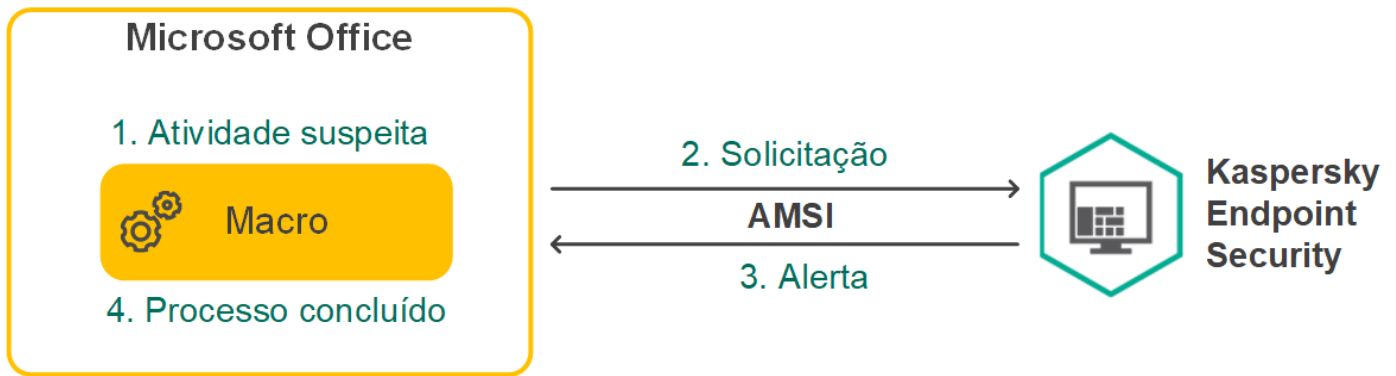 Microsoft Office
1. Atividade suspeita
Macro
4. Processo concluído
2. Solicitação
AMSI
3. Alerta
Kaspersky
Endpoint
Security